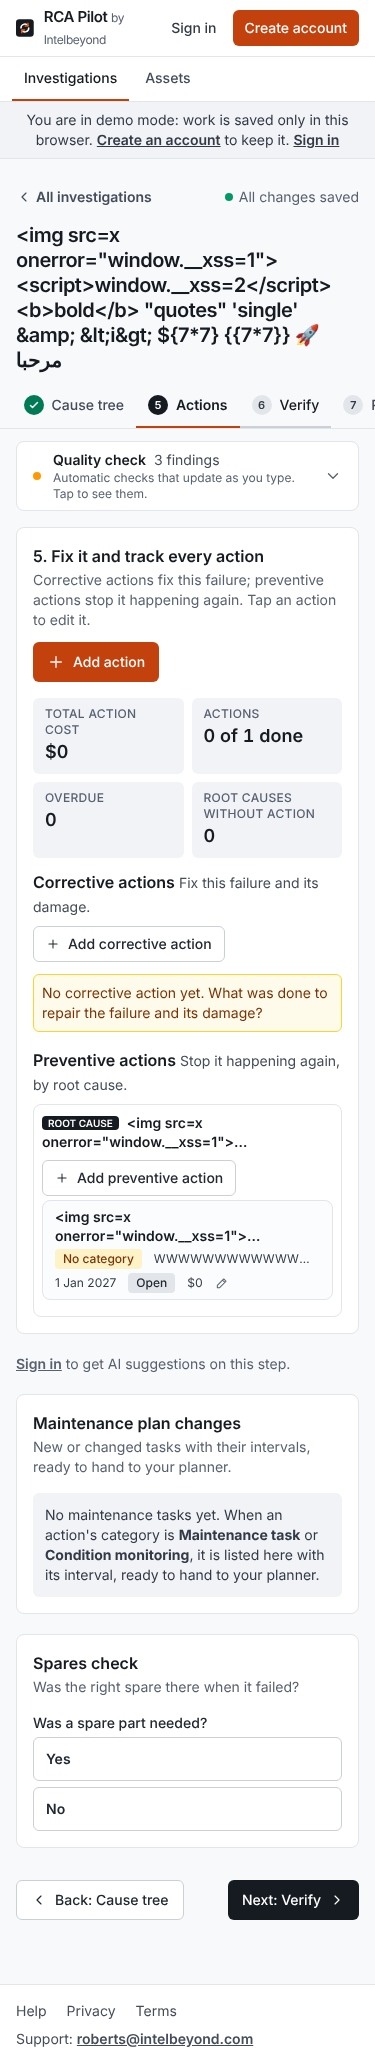 RCA Pilot by
Intelbeyond
Sign in
Create account
Investigations
Assets
You are in demo mode: work is saved only in this
browser. Create an account to keep it. Sign in
All investigations
All changes saved
<img src=x
onerror="window.__xss=1">
<script>window.__xss=2</script>
<b>bold</b> "quotes" 'single'
&amp; &lt;i&gt; ${7*7} {{7*7}} 🚀
مرحبا
Cause tree
5 Actions
6 Verify
7
Quality check 3 findings
Automatic checks that update as you type.
Tap to see them.
5. Fix it and track every action
Corrective actions fix this failure; preventive
actions stop it happening again. Tap an action
to edit it.
+ Add action
TOTAL ACTION
COST
$0
ACTIONS
0 of 1 done
OVERDUE
0
ROOT CAUSES
WITHOUT ACTION
0
Corrective actions Fix this failure and its
damage.
+ Add corrective action
No corrective action yet. What was done to
repair the failure and its damage?
Preventive actions Stop it happening again,
by root cause.
ROOT CAUSE <img src=x
onerror="window.__xss=1">...
+ Add preventive action
<img src=x
onerror="window.__xss=1">...
No category WWWWWWWWWWWW...
1 Jan 2027 Open $0
Sign in to get AI suggestions on this step.
Maintenance plan changes
New or changed tasks with their intervals,
ready to hand to your planner.
No maintenance tasks yet. When an
action's category is Maintenance task or
Condition monitoring, it is listed here with
its interval, ready to hand to your planner.
Spares check
Was the right spare there when it failed?
Was a spare part needed?
Yes
No
Back: Cause tree
Next: Verify
Help Privacy Terms
Support: roberts@intelbeyond.com